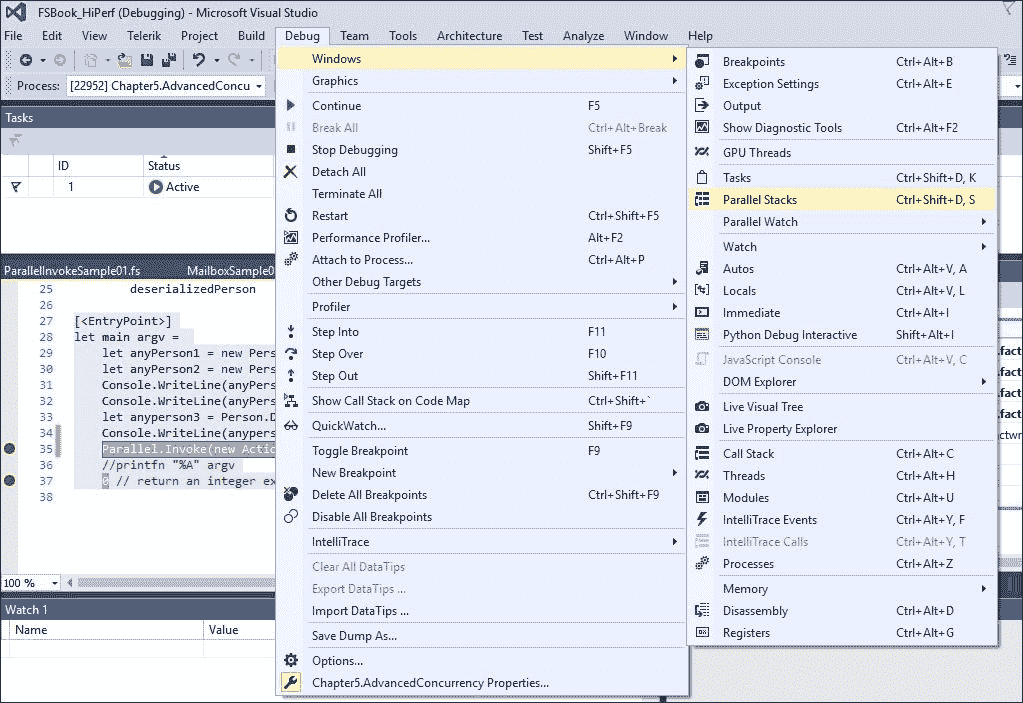 FSBook_HiPerf (Debugging) - Microsoft Visual Studio
File Edit View Telerik Project Build Debug Team Tools Architecture Test Analyze Window Help
Process: [22952] Chapter5.AdvancedConcu
Tasks
ID Status
1 Active
ParallelInvokeSample01.fs MailboxSample0
25 deserializedPerson
26
27 [<EntryPoint>]
28 let main argv =
29 let anyPerson1 = new Pers
30 let anyPerson2 = new Pers
31 Console.WriteLine(anyPers
32 Console.WriteLine(anyPers
33 let anyperson3 = Person.D
34 Console.WriteLine(anypers
35 Parallel.Invoke(new Actic
36 //printfn "%A" argv
37 0 // return an integer ex
38
100 %
Watch 1
Name Value
Windows
Graphics
Continue F5
Break All Ctrl+Alt+Break
Stop Debugging Shift+F5
Detach All
Terminate All
Restart Ctrl+Shift+F5
Performance Profiler... Alt+F2
Attach to Process... Ctrl+Alt+P
Other Debug Targets
Profiler
Step Into F11
Step Over F10
Step Out Shift+F11
Show Call Stack on Code Map Ctrl+Shift+`
QuickWatch... Shift+F9
Toggle Breakpoint F9
New Breakpoint
Delete All Breakpoints Ctrl+Shift+F9
Disable All Breakpoints
IntelliTrace
Clear All DataTips
Export DataTips ...
Import DataTips ...
Save Dump As...
Options...
Chapter5.AdvancedConcurrency Properties...
Breakpoints Ctrl+Alt+B
Exception Settings Ctrl+Alt+E
Output
Show Diagnostic Tools Ctrl+Alt+F2
GPU Threads
Tasks Ctrl+Shift+D, K
Parallel Stacks Ctrl+Shift+D, S
Parallel Watch
Watch
Autos Ctrl+Alt+V, A
Locals Ctrl+Alt+V, L
Immediate Ctrl+Alt+I
Python Debug Interactive Shift+Alt+I
JavaScript Console Ctrl+Alt+V, C
DOM Explorer
Live Visual Tree
Live Property Explorer
Call Stack Ctrl+Alt+C
Threads Ctrl+Alt+H
Modules Ctrl+Alt+U
IntelliTrace Events Ctrl+Alt+Y, F
IntelliTrace Calls Ctrl+Alt+Y, T
Processes Ctrl+Alt+Z
Memory
Disassembly Ctrl+Alt+D
Registers Ctrl+Alt+G
.fact
.fact
.fact
.fact
actwr